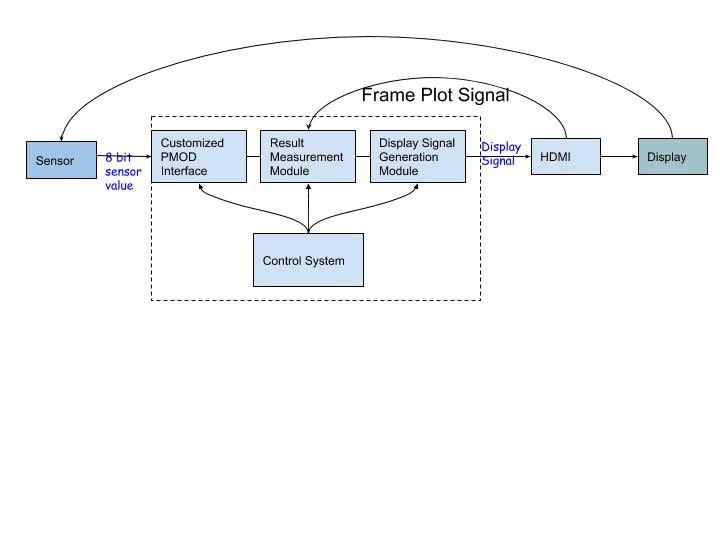 Frame Plot Signal
Sensor
8 bit
sensor
value
Customized
PMOD
Interface
Result
Measurement
Module
Display Signal
Generation
Module
Display
Signal
HDMI
Display
Control System